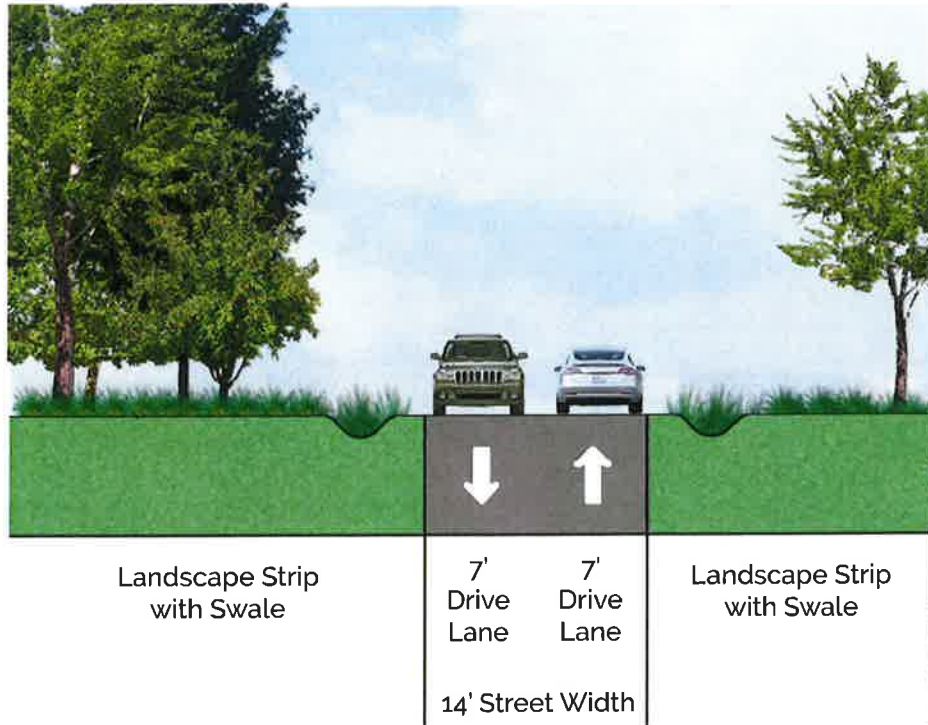 Landscape Strip
with Swale
7'
Drive
Lane
7'
Drive
Lane
Landscape Strip
with Swale
14' Street Width